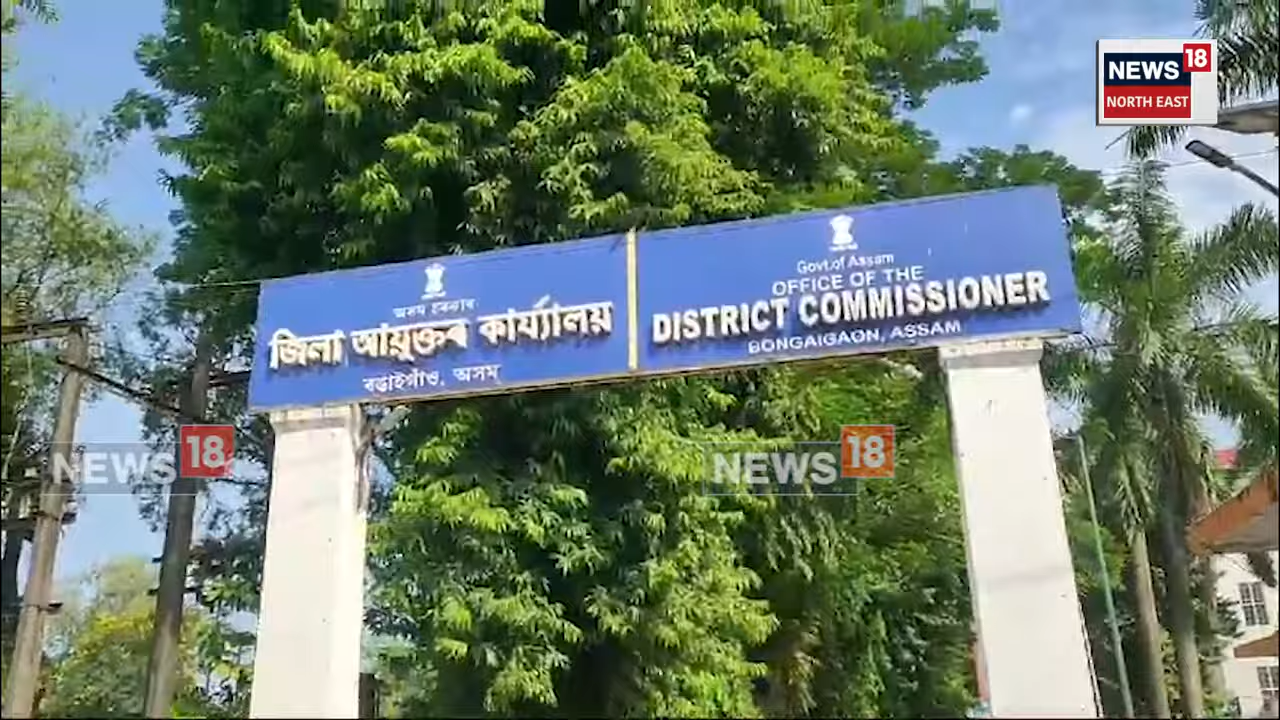 NEWS 18
NORTH EAST
অসম চৰকাৰ
জিলা আয়ুক্তৰ কাৰ্য্যালয়
বঙাইগাঁও, অসম
Govt.of Assam
OFFICE OF THE
DISTRICT COMMISSIONER
BONGAIGAON, ASSAM
NEWS 18
NEWS 18